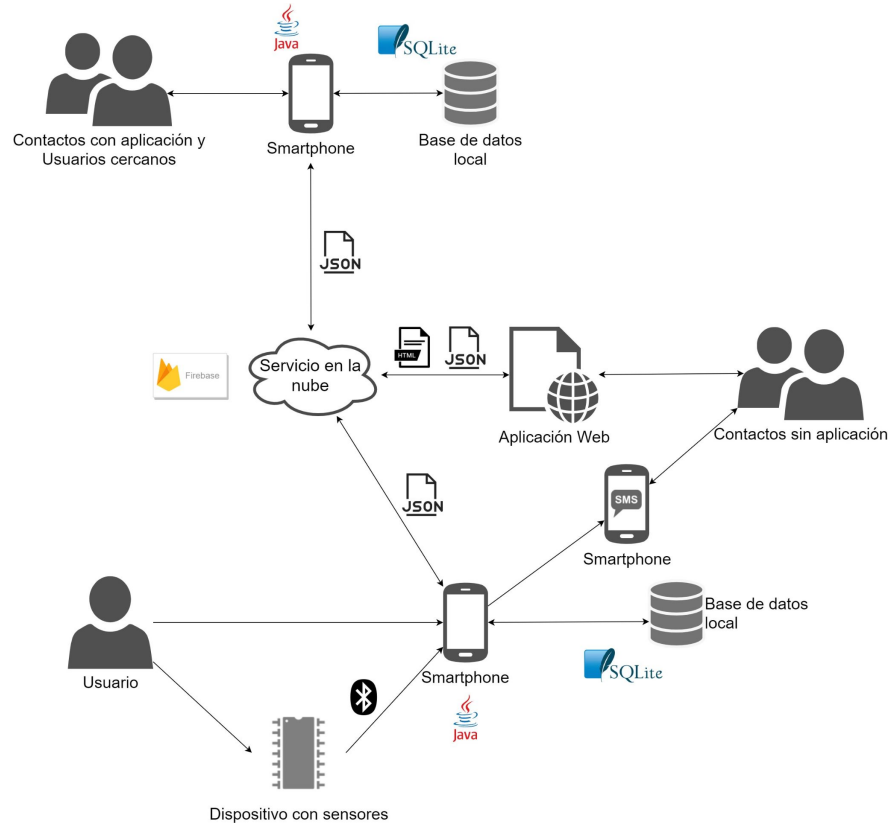 Java
SQLite
Contactos con aplicación y
Usuarios cercanos
Smartphone
Base de datos
local
JSON
Firebase
Servicio en la
nube
HTML
JSON
Aplicación Web
Contactos sin aplicación
JSON
SMS
Smartphone
Usuario
Smartphone
Base de datos
local
SQLite
Java
Dispositivo con sensores